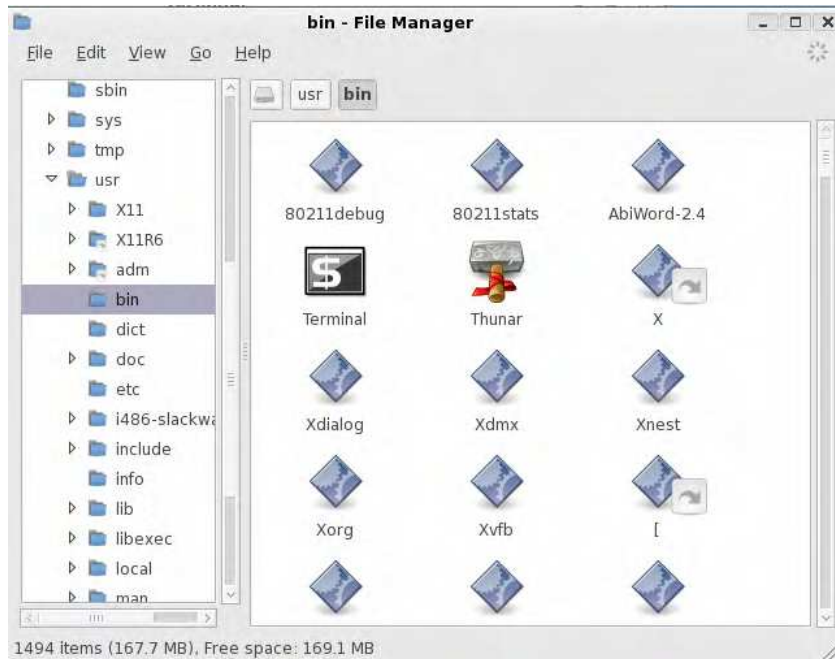 bin - File Manager
File Edit View Go Help
sbin
sys
tmp
usr
X11
X11R6
adm
bin
dict
doc
etc
i486-slackwa
include
info
lib
libexec
local
man
usr bin
80211debug 80211stats AbiWord-2.4
$
Terminal Thunar X
Xdialog Xdmx Xnest
Xorg Xvfb [
1494 items (167.7 MB), Free space: 169.1 MB